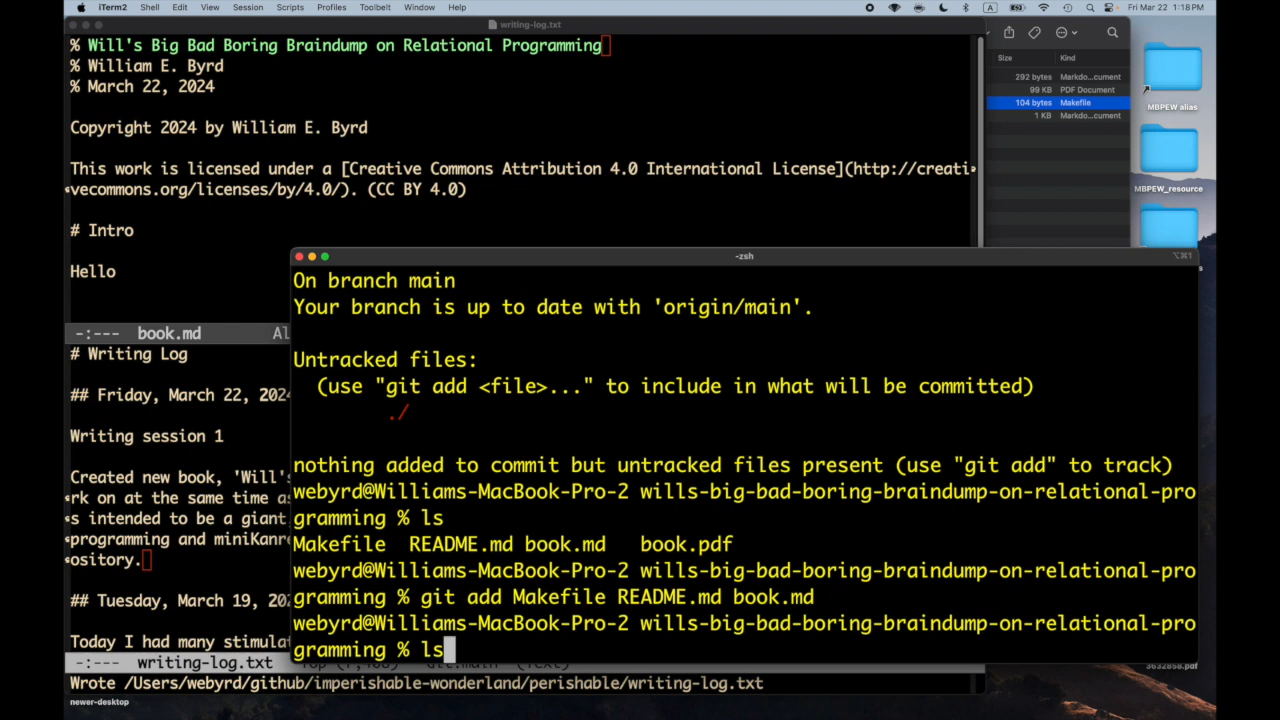 iTerm2 Shell Edit View Session Scripts Profiles Toolbelt Window Help A Fri Mar 22 1:18 PM
writing-log.txt
% Will's Big Bad Boring Braindump on Relational Programming
% William E. Byrd
% March 22, 2024
Copyright 2024 by William E. Byrd
This work is licensed under a [Creative Commons Attribution 4.0 International License](http://creati
vecommons.org/licenses/by/4.0/). (CC BY 4.0)
# Intro
Hello
-:--- book.md Al
# Writing Log
## Friday, March 22, 202
Writing session 1
Created new book, 'Will's
rk on at the same time as
s intended to be a giant
programming and miniKanre
ository.
## Tuesday, March 19, 202
Today I had many stimulat
-:--- writing-log.txt
Wrote /Users/webyrd/github/imperishable-wonderland/perishable/writing-log.txt
newer-desktop
Size Kind
292 bytes Markdo...cument
99 KB PDF Document
104 bytes Makefile
1 KB Markdo...cument
MBPEW alias
MBPEW_resource
-zsh
⌥⌘1
On branch main
Your branch is up to date with 'origin/main'.
Untracked files:
(use "git add <file>..." to include in what will be committed)
./
nothing added to commit but untracked files present (use "git add" to track)
webyrd@Williams-MacBook-Pro-2 wills-big-bad-boring-braindump-on-relational-pro
gramming % ls
Makefile README.md book.md book.pdf
webyrd@Williams-MacBook-Pro-2 wills-big-bad-boring-braindump-on-relational-pro
gramming % git add Makefile README.md book.md
webyrd@Williams-MacBook-Pro-2 wills-big-bad-boring-braindump-on-relational-pro
gramming % ls
3632858.pdf